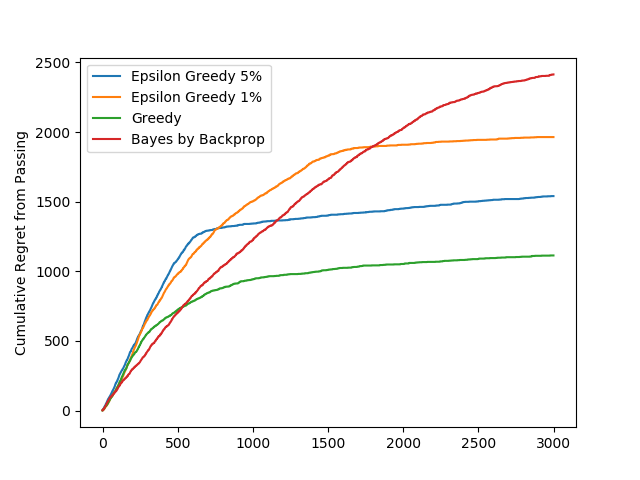 Epsilon Greedy 5%
Epsilon Greedy 1%
Greedy
Bayes by Backprop
Cumulative Regret from Passing
2500
2000
1500
1000
500
0
0 500 1000 1500 2000 2500 3000